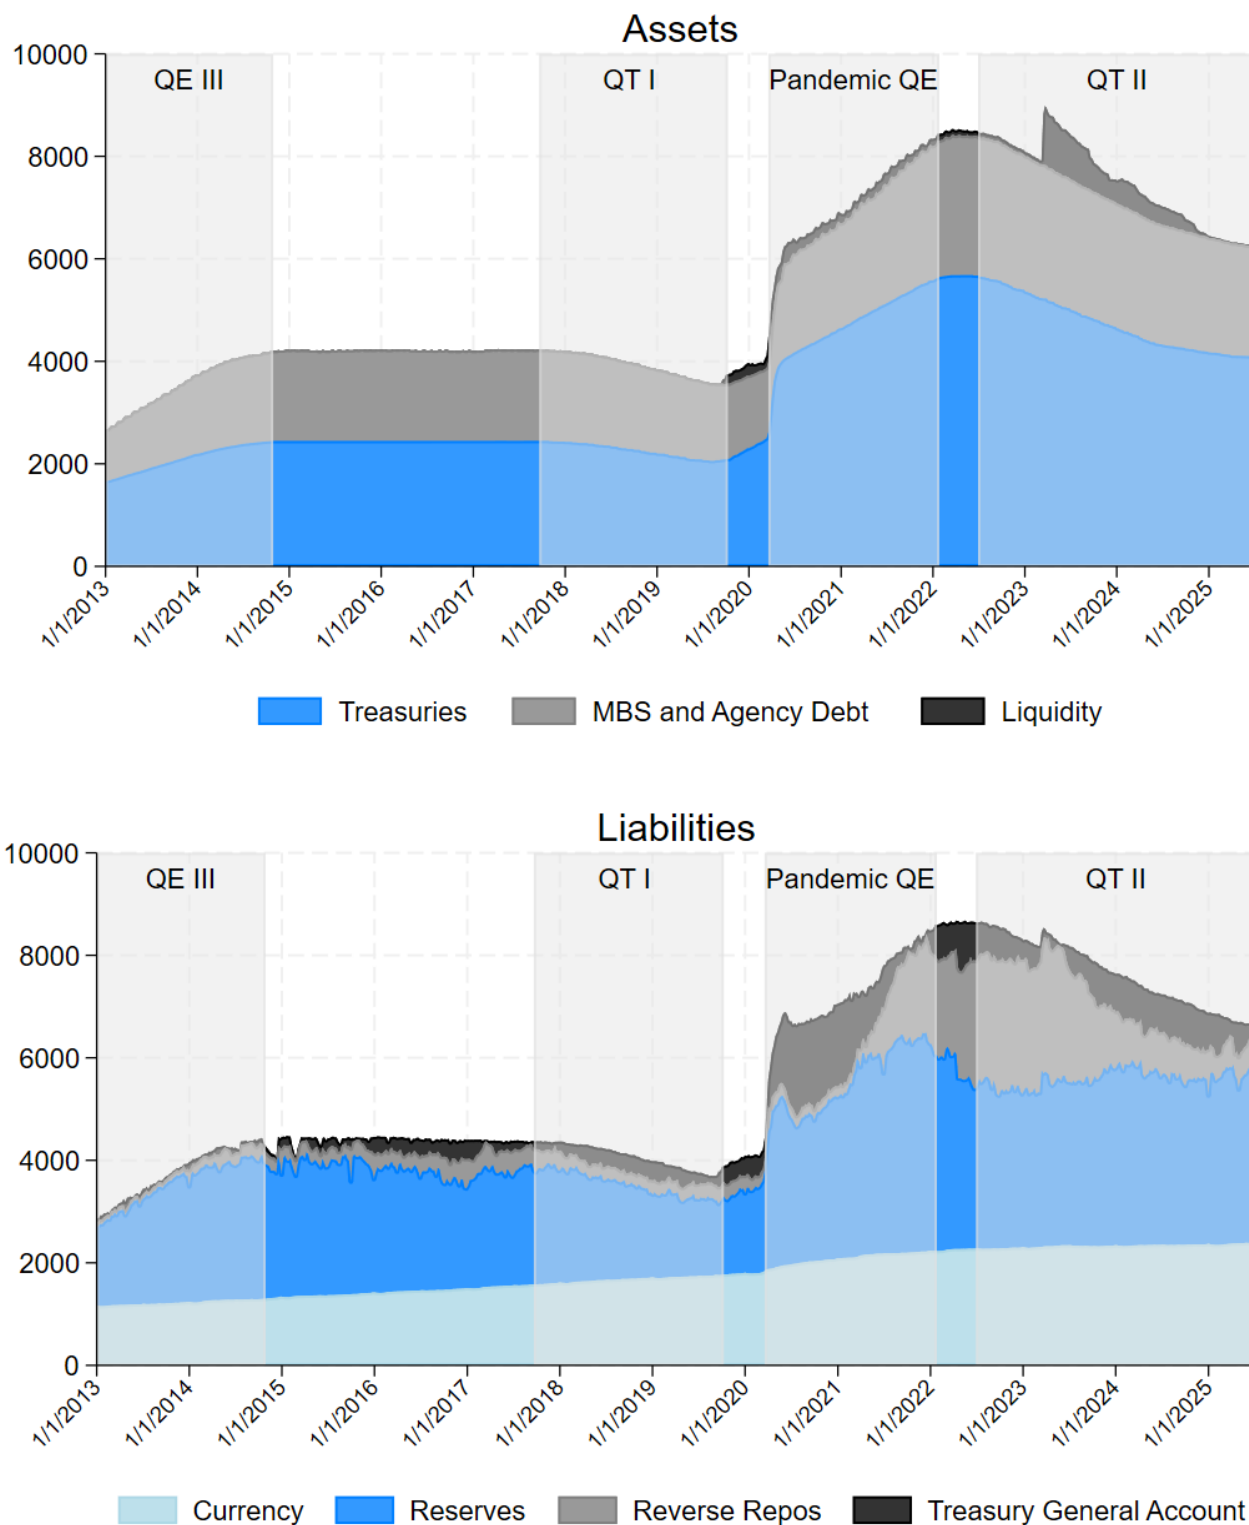 Assets
10000
8000
6000
4000
2000
0
QE III
QT I
Pandemic QE
QT II
1/1/2013
1/1/2014
1/1/2015
1/1/2016
1/1/2017
1/1/2018
1/1/2019
1/1/2020
1/1/2021
1/1/2022
1/1/2023
1/1/2024
1/1/2025
Treasuries
MBS and Agency Debt
Liquidity
Liabilities
10000
8000
6000
4000
2000
0
QE III
QT I
Pandemic QE
QT II
1/1/2013
1/1/2014
1/1/2015
1/1/2016
1/1/2017
1/1/2018
1/1/2019
1/1/2020
1/1/2021
1/1/2022
1/1/2023
1/1/2024
1/1/2025
Currency
Reserves
Reverse Repos
Treasury General Account